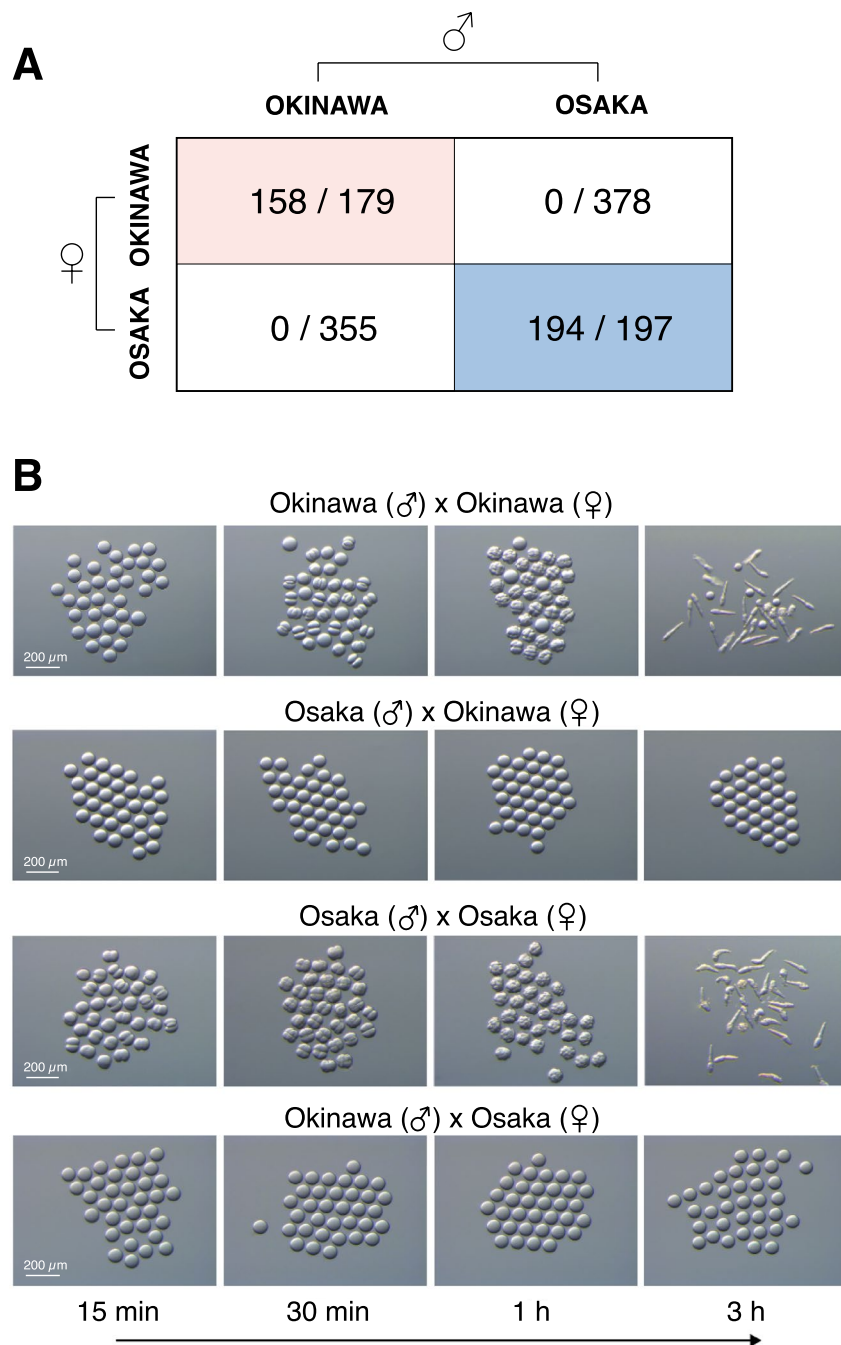 A
♂
OKINAWA OSAKA
♀
OKINAWA
158 / 179 0 / 378
OSAKA
0 / 355 194 / 197
B
Okinawa (♂) x Okinawa (♀)
200 µm
Osaka (♂) x Okinawa (♀)
200 µm
Osaka (♂) x Osaka (♀)
200 µm
Okinawa (♂) x Osaka (♀)
200 µm
15 min 30 min 1 h 3 h